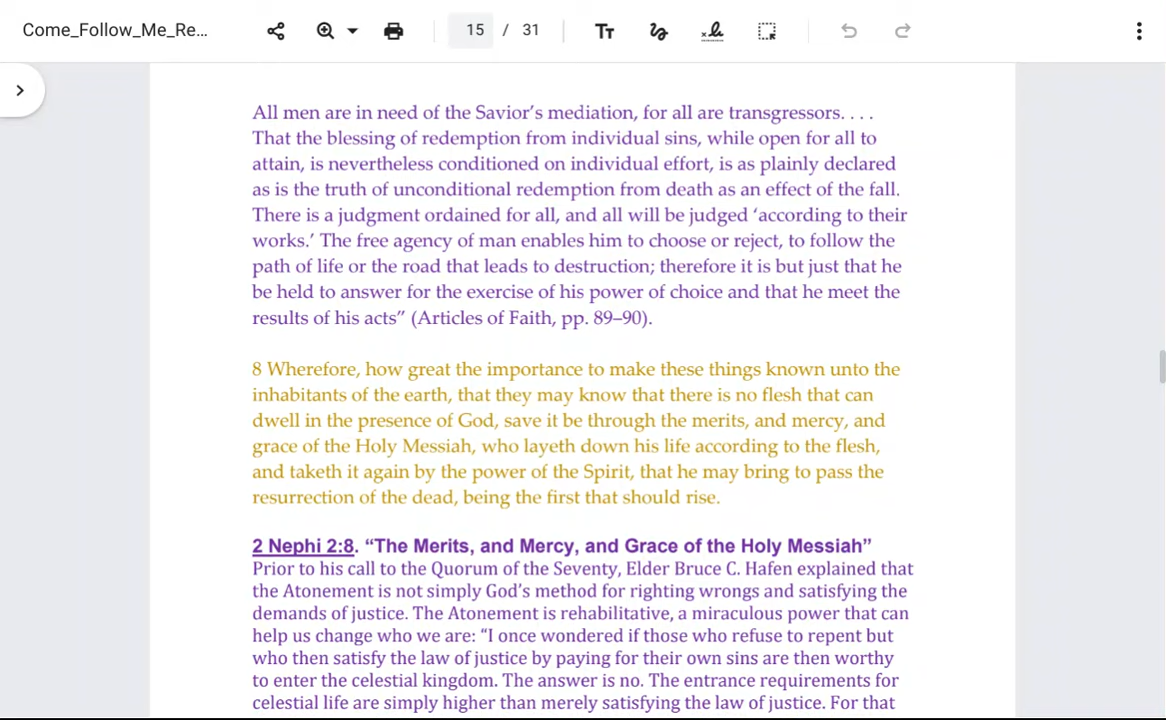 Come_Follow_Me_Re...
15 / 31
All men are in need of the Savior's mediation, for all are transgressors. . . .
That the blessing of redemption from individual sins, while open for all to
attain, is nevertheless conditioned on individual effort, is as plainly declared
as is the truth of unconditional redemption from death as an effect of the fall.
There is a judgment ordained for all, and all will be judged ‘according to their
works.’ The free agency of man enables him to choose or reject, to follow the
path of life or the road that leads to destruction; therefore it is but just that he
be held to answer for the exercise of his power of choice and that he meet the
results of his acts” (Articles of Faith, pp. 89–90).
8 Wherefore, how great the importance to make these things known unto the
inhabitants of the earth, that they may know that there is no flesh that can
dwell in the presence of God, save it be through the merits, and mercy, and
grace of the Holy Messiah, who layeth down his life according to the flesh,
and taketh it again by the power of the Spirit, that he may bring to pass the
resurrection of the dead, being the first that should rise.
2 Nephi 2:8. “The Merits, and Mercy, and Grace of the Holy Messiah”
Prior to his call to the Quorum of the Seventy, Elder Bruce C. Hafen explained that
the Atonement is not simply God's method for righting wrongs and satisfying the
demands of justice. The Atonement is rehabilitative, a miraculous power that can
help us change who we are: “I once wondered if those who refuse to repent but
who then satisfy the law of justice by paying for their own sins are then worthy
to enter the celestial kingdom. The answer is no. The entrance requirements for
celestial life are simply higher than merely satisfying the law of justice. For that